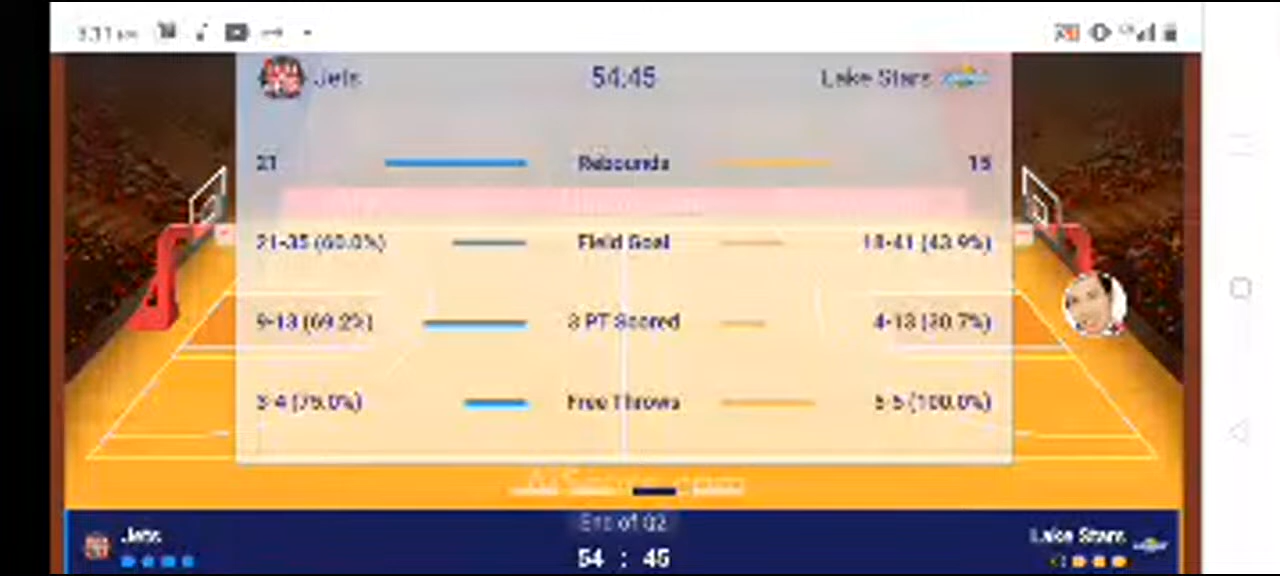 Jets 54:45 Lake Stars
21 Rebounds 15
21-35 (60.0%) Field Goal 18-41 (43.9%)
9-13 (69.2%) 3 PT Scored 4-13 (30.7%)
3-4 (75.0%) Free Throws 5-5 (100.0%)
AiScore.com
End of Q2
Jets 54 : 45 Lake Stars